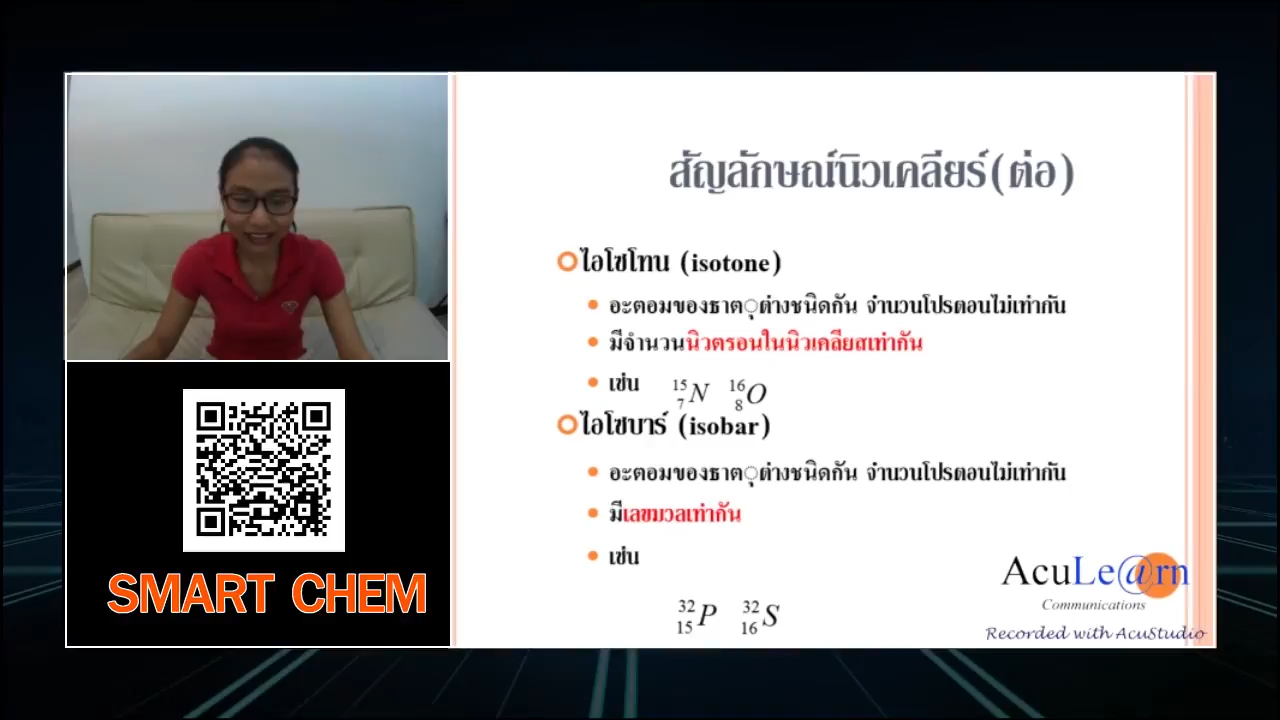 สัญลักษณ์นิวเคลียร์(ต่อ)
ไอโซโทน (isotone)
อะตอมของธาตุต่างชนิดกัน จำนวนโปรตอนไม่เท่ากัน
มีจำนวนนิวตรอนในนิวเคลียสเท่ากัน
เช่น ¹⁵₇N ¹⁶₈O
ไอโซบาร์ (isobar)
อะตอมของธาตุต่างชนิดกัน จำนวนโปรตอนไม่เท่ากัน
มีเลขมวลเท่ากัน
เช่น
³²₁₅P ³²₁₆S
AcuLe@rn
Communications
Recorded with AcuStudio
SMART CHEM